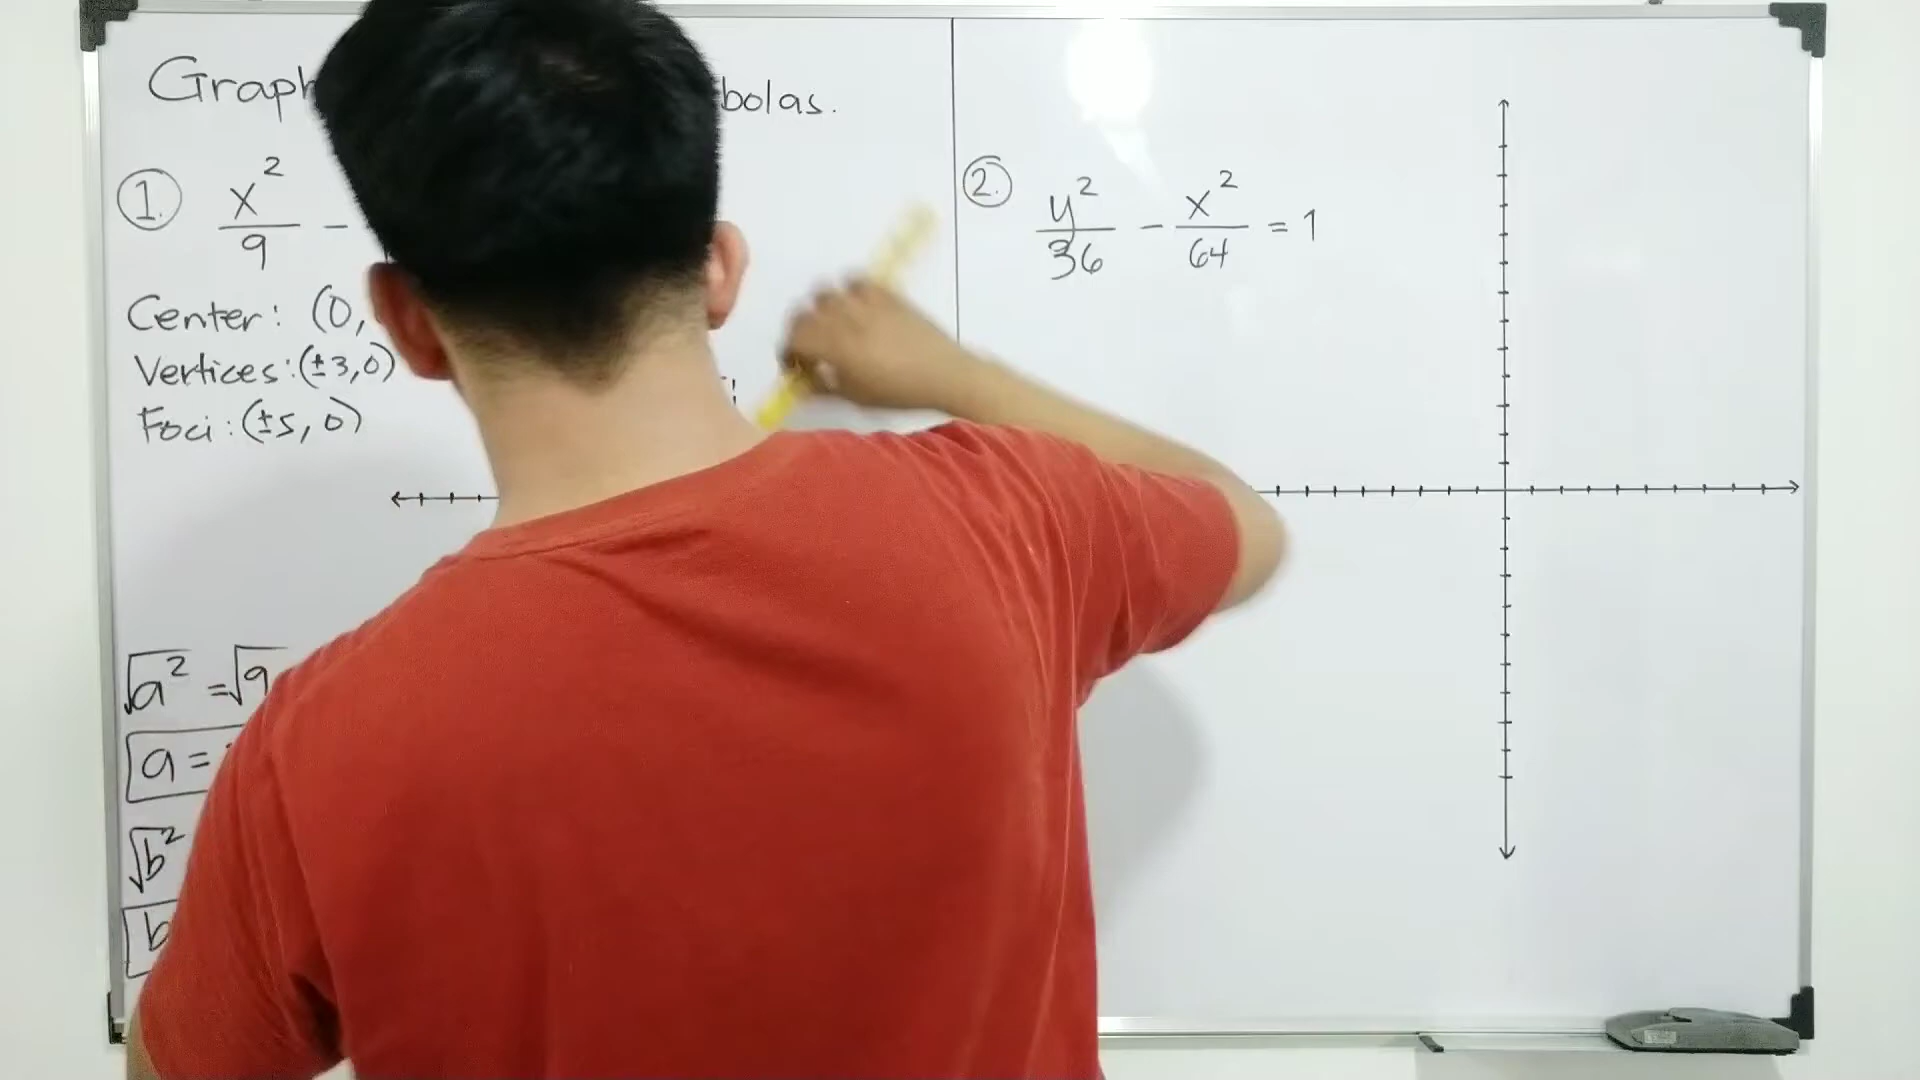 Graph bolas.
1. x² / 9 -
Center: (0,
Vertices: (±3, 0)
Foci: (±5, 0)
√a² = √9
a =
√b²
b
2. y² / 36 - x² / 64 = 1